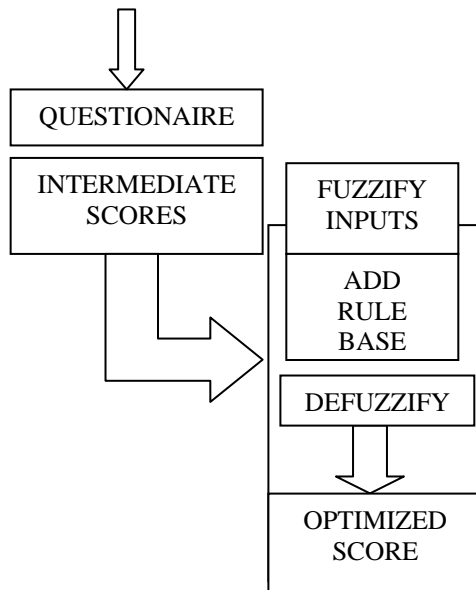 QUESTIONAIRE
INTERMEDIATE
SCORES
FUZZIFY
INPUTS
ADD
RULE
BASE
DEFUZZIFY
OPTIMIZED
SCORE